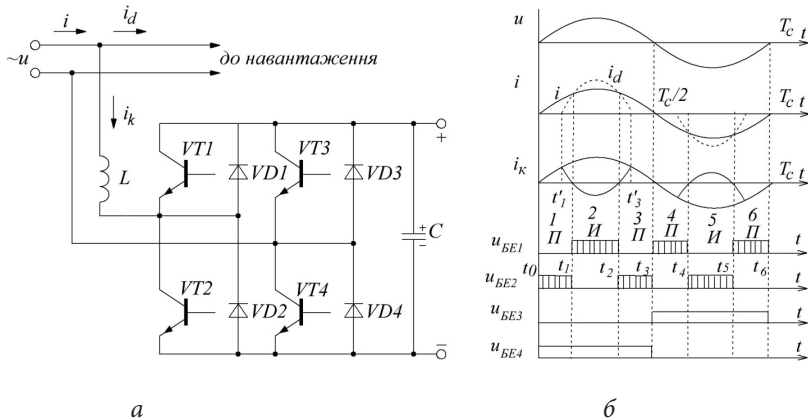 i
i_d
~u
до навантаження
i_k
L
VT1
VD1
VT3
VD3
+
+
C
−
VT2
VD2
VT4
VD4
−
а
u
T_c t
i
i
i_d
T_c/2
T_c t
i_к
T_c t
t'_1
t'_3
1 П
2 И
3 П
4 П
5 И
6 П
u_БЕ1
t
t0
t_1
t_2
t_3
t_4
t_5
t_6
u_БЕ2
t
u_БЕ3
t
u_БЕ4
t
б